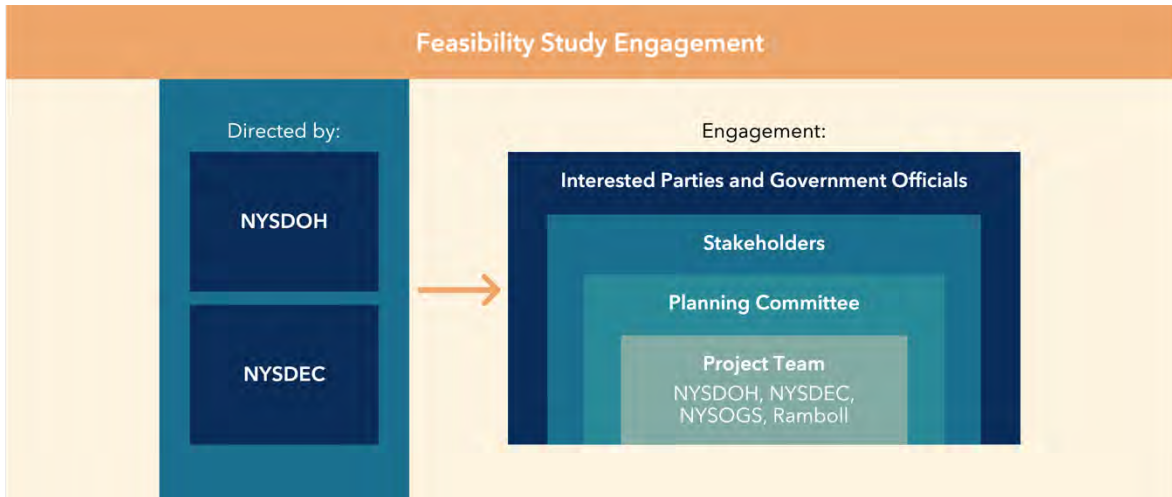 Feasibility Study Engagement
Directed by:
NYSDOH
NYSDEC
Engagement:
Interested Parties and Government Officials
Stakeholders
Planning Committee
Project Team
NYSDOH, NYSDEC,
NYSOGS, Ramboll